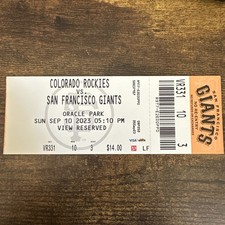 COLORADO ROCKIES
VS.
SAN FRANCISCO GIANTS
ORACLE PARK
SUN SEP 10 2023 05:10 PM
VIEW RESERVED
VR331 10 3 $14.00 LF
VR331 10 3
SAN FRANCISCO
GIANTS